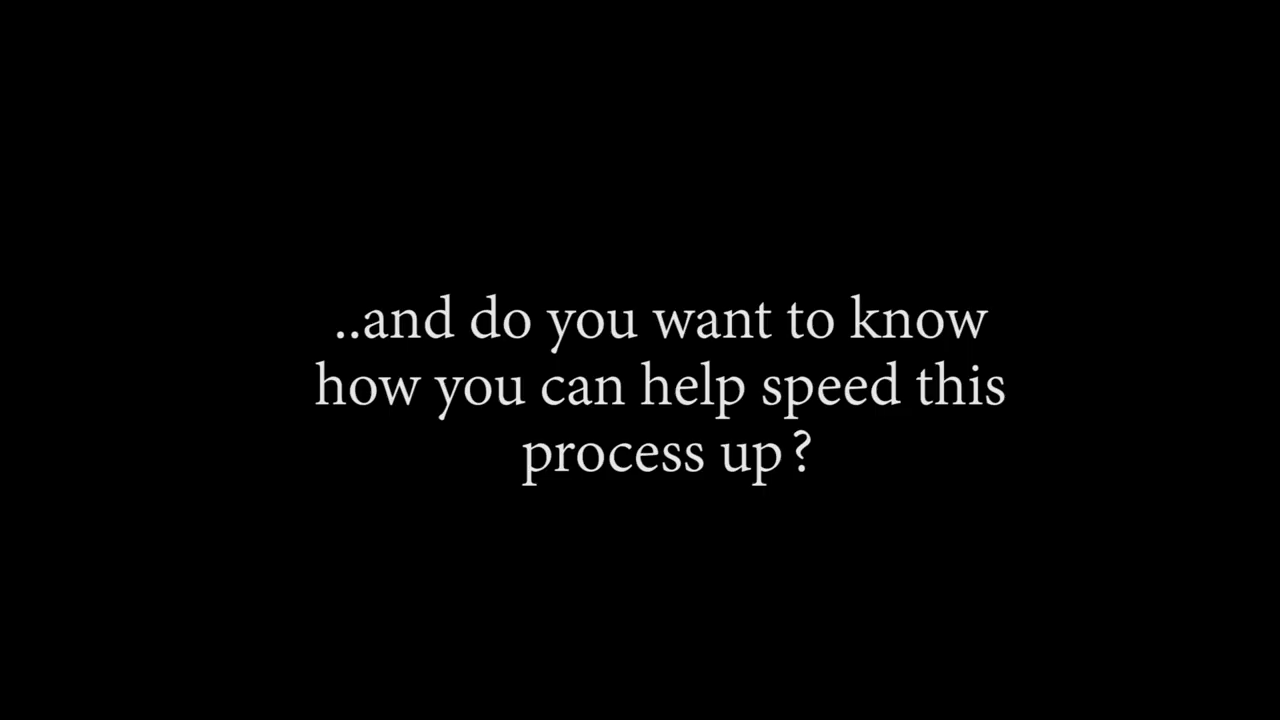 ..and do you want to know
how you can help speed this
process up?